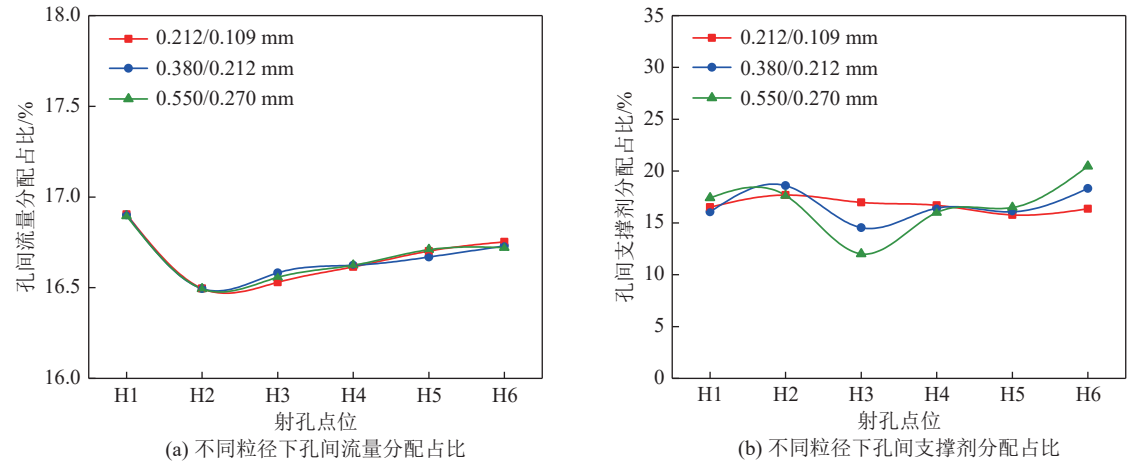 18.0
17.5
17.0
16.5
16.0
孔间流量分配占比/%
0.212/0.109 mm
0.380/0.212 mm
0.550/0.270 mm
H1 H2 H3 H4 H5 H6
射孔点位
(a) 不同粒径下孔间流量分配占比
35
30
25
20
15
10
5
0
孔间支撑剂分配占比/%
0.212/0.109 mm
0.380/0.212 mm
0.550/0.270 mm
H1 H2 H3 H4 H5 H6
射孔点位
(b) 不同粒径下孔间支撑剂分配占比